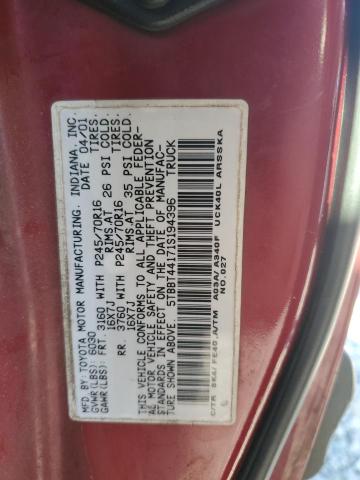 MFD BY:TOYOTA MOTOR MANUFACTURING, INDIANA, INC.
GVWR(LBS): 6030 DATE 04/01
GAWR(LBS): FRT. 3160 WITH P245/70R16 TIRES.
16X7J RIMS.AT 26 PSI COLD.
RR. 3760 WITH P245/70R16 TIRES.
16X7J RIMS.AT 35 PSI COLD.
THIS VEHICLE CONFORMS TO ALL APPLICABLE FEDER-
AL MOTOR VEHICLE SAFETY AND THEFT PREVENTION
STANDARDS IN EFFECT ON THE DATE OF MANUFAC-
TURE SHOWN ABOVE. 5TBBT44171S194396 TRUCK
C/TR 3K4/ FE40 A/TM A03A/ A340F UCK40L ARSSKA
NO.027